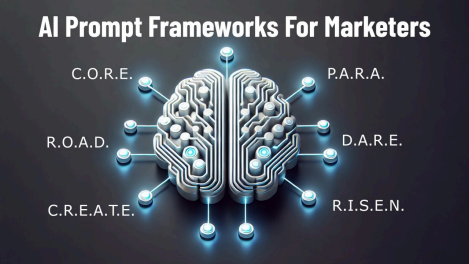 AI Prompt Frameworks For Marketers
C.O.R.E.
P.A.R.A.
R.O.A.D.
D.A.R.E.
C.R.E.A.T.E.
R.I.S.E.N.